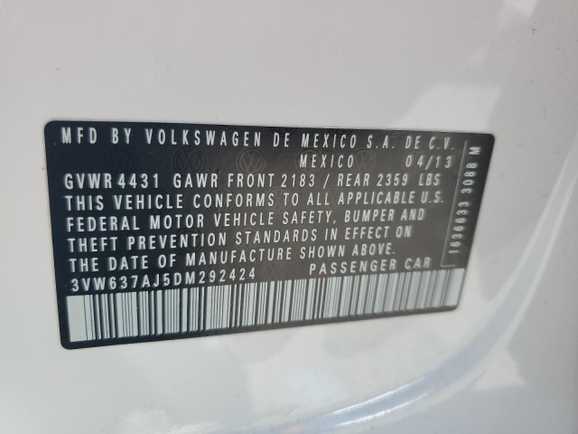 MFD BY VOLKSWAGEN DE MEXICO S.A. DE C.V.
MEXICO 04/13
GVWR 4431 GAWR FRONT 2183 / REAR 2359 LBS
THIS VEHICLE CONFORMS TO ALL APPLICABLE U.S.
FEDERAL MOTOR VEHICLE SAFETY, BUMPER AND
THEFT PREVENTION STANDARDS IN EFFECT ON
THE DATE OF MANUFACTURE SHOWN ABOVE.
3VW637AJ5DM292424 PASSENGER CAR
1636633 3088 M